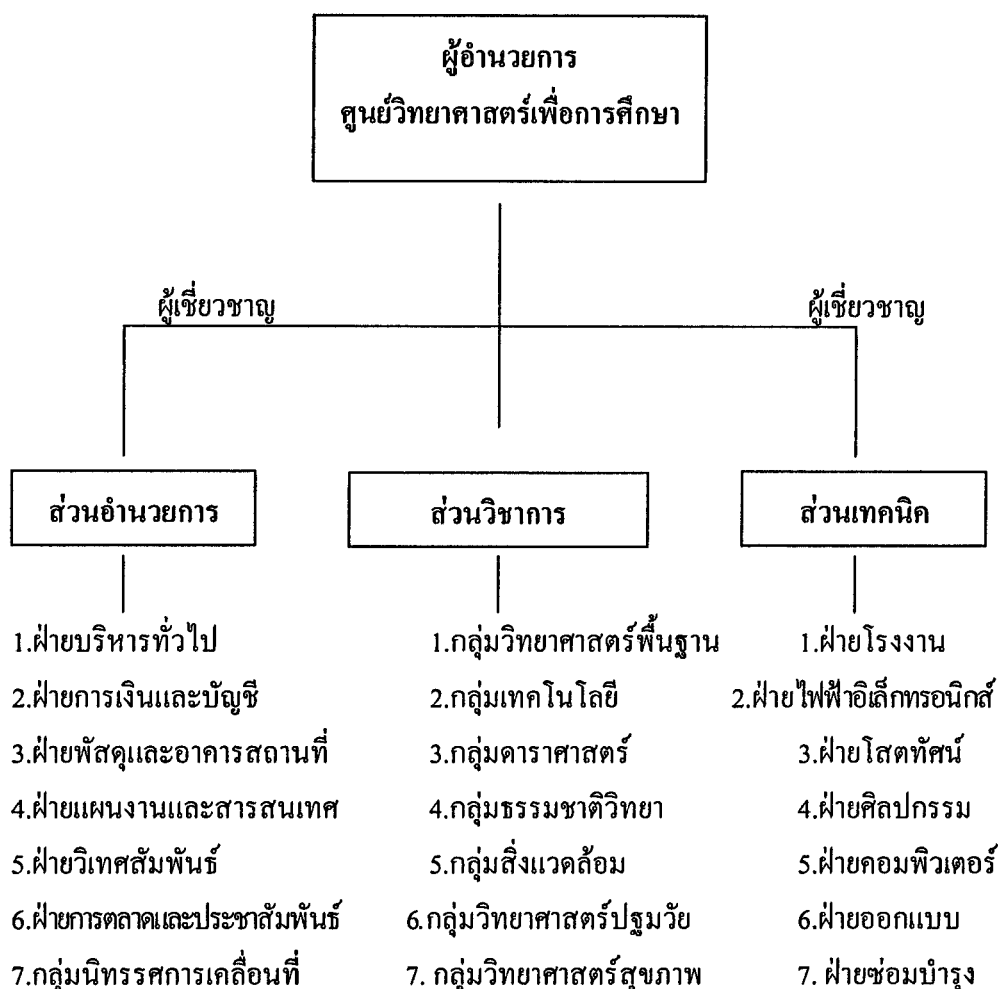 ผู้อำนวยการ
ศูนย์วิทยาศาสตร์เพื่อการศึกษา
ผู้เชี่ยวชาญ
ผู้เชี่ยวชาญ
ส่วนอำนวยการ
ส่วนวิชาการ
ส่วนเทคนิค
1.ฝ่ายบริหารทั่วไป
2.ฝ่ายการเงินและบัญชี
3.ฝ่ายพัสดุและอาคารสถานที่
4.ฝ่ายแผนงานและสารสนเทศ
5.ฝ่ายวิเทศสัมพันธ์
6.ฝ่ายการตลาดและประชาสัมพันธ์
7.กลุ่มนิทรรศการเคลื่อนที่
1.กลุ่มวิทยาศาสตร์พื้นฐาน
2.กลุ่มเทคโนโลยี
3.กลุ่มดาราศาสตร์
4.กลุ่มธรรมชาติวิทยา
5.กลุ่มสิ่งแวดล้อม
6.กลุ่มวิทยาศาสตร์ปฐมวัย
7. กลุ่มวิทยาศาสตร์สุขภาพ
1.ฝ่ายโรงงาน
2.ฝ่ายไฟฟ้าอิเล็กทรอนิกส์
3.ฝ่ายโสตทัศน์
4.ฝ่ายศิลปกรรม
5.ฝ่ายคอมพิวเตอร์
6.ฝ่ายออกแบบ
7. ฝ่ายซ่อมบำรุง